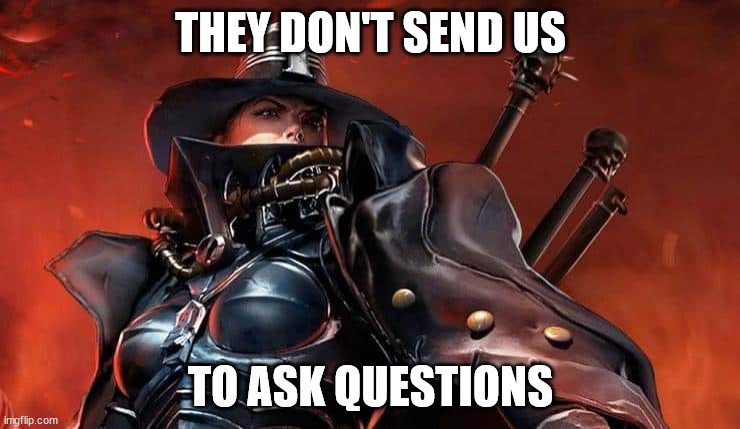 THEY DON'T SEND US
TO ASK QUESTIONS
imgflip.com